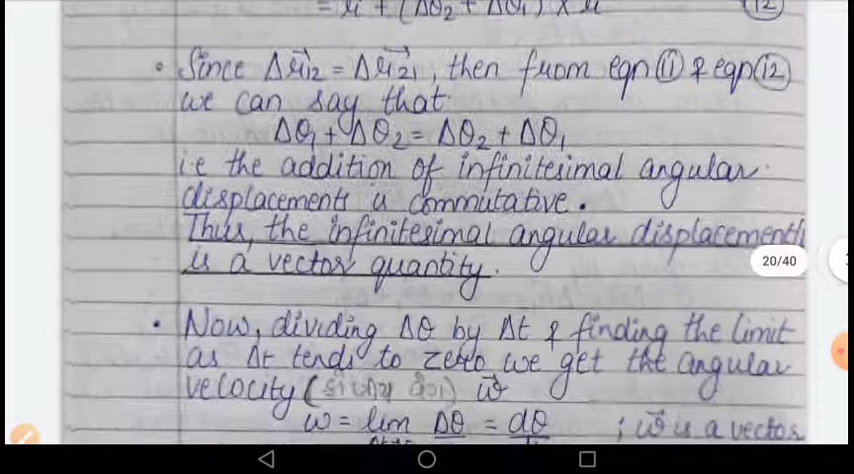 = r + (Δθ₂ + Δθ₁) × r (12)
• Since Δr⃗₁₂ = Δr⃗₂₁, then from eqn (11) & eqn (12)
we can say that
Δθ₁ + Δθ₂ = Δθ₂ + Δθ₁
i.e the addition of infinitesimal angular
displacements is commutative.
Thus, the infinitesimal angular displacements
is a vector quantity.
20/40
• Now, dividing Δθ by Δt & finding the limit
as Δt tends to zero we get the angular
velocity (કોણીય વેગ) ω⃗
ω = lim Δθ = dθ ; ω⃗ is a vector